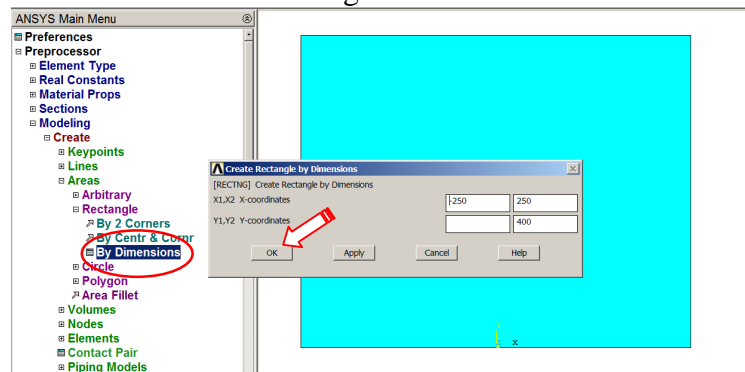 ANSYS Main Menu
Preferences
Preprocessor
Element Type
Real Constants
Material Props
Sections
Modeling
Create
Keypoints
Lines
Areas
Arbitrary
Rectangle
By 2 Corners
By Centr & Cornr
By Dimensions
Circle
Polygon
Area Fillet
Volumes
Nodes
Elements
Contact Pair
Piping Models
Create Rectangle by Dimensions
[RECTNG] Create Rectangle by Dimensions
X1,X2 X-coordinates -250 250
Y1,Y2 Y-coordinates 400
OK Apply Cancel Help
X